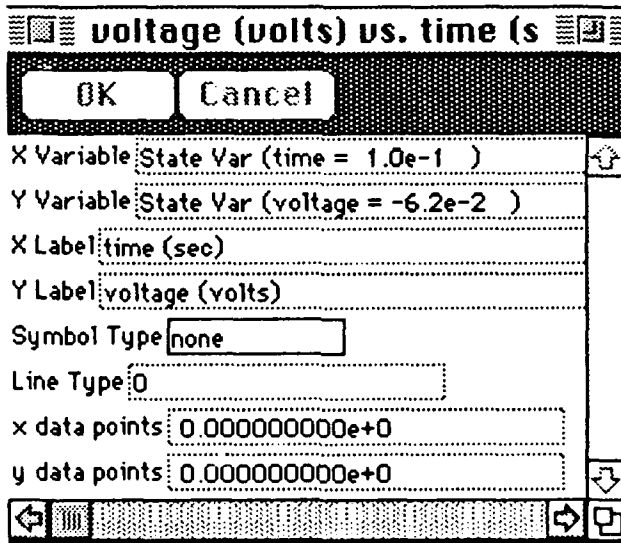 voltage (volts) vs. time (s
OK Cancel
X Variable State Var (time = 1.0e-1 )
Y Variable State Var (voltage = -6.2e-2 )
X Label time (sec)
Y Label voltage (volts)
Symbol Type none
Line Type 0
x data points 0.000000000e+0
y data points 0.000000000e+0